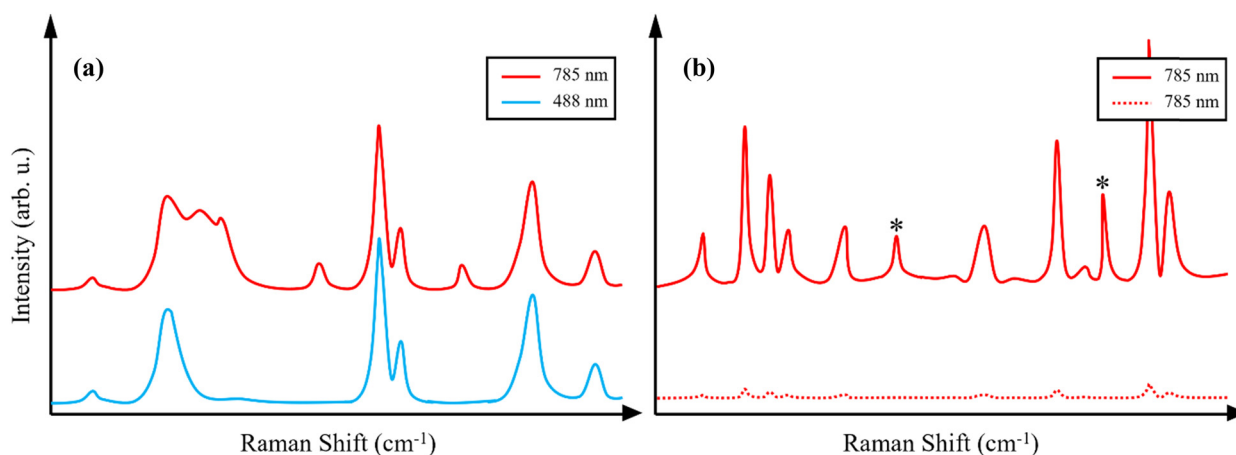 (a)
785 nm
488 nm
Intensity (arb. u.)
Raman Shift (cm⁻¹)
(b)
785 nm
785 nm
*
*
Raman Shift (cm⁻¹)